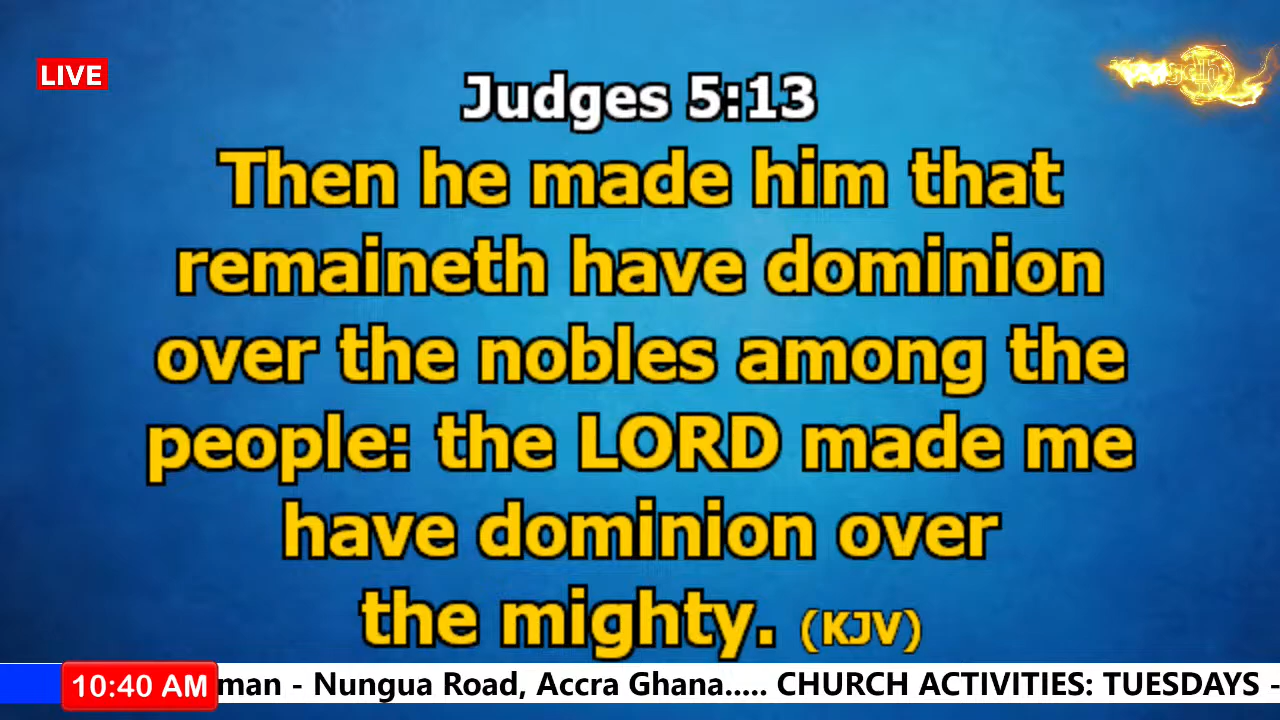 LIVE
Judges 5:13
Then he made him that
remaineth have dominion
over the nobles among the
people: the LORD made me
have dominion over
the mighty. (KJV)
10:40 AM man - Nungua Road, Accra Ghana..... CHURCH ACTIVITIES: TUESDAYS -